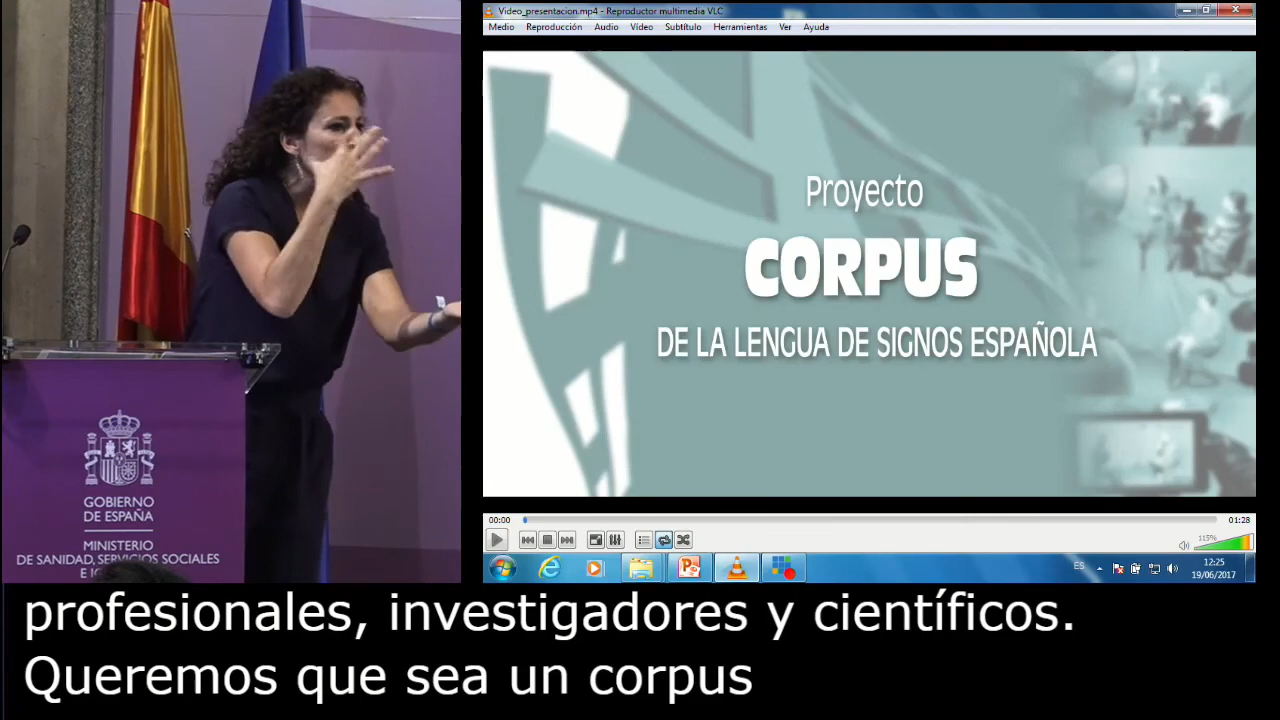 Video_presentacion.mp4 - Reproductor multimedia VLC
Medio Reproducción Audio Vídeo Subtítulo Herramientas Ver Ayuda
Proyecto
CORPUS
DE LA LENGUA DE SIGNOS ESPAÑOLA
00:00 01:28
115%
ES 12:25
19/06/2017
GOBIERNO
DE ESPAÑA
MINISTERIO
DE SANIDAD, SERVICIOS SOCIALES
E
profesionales, investigadores y científicos.
Queremos que sea un corpus